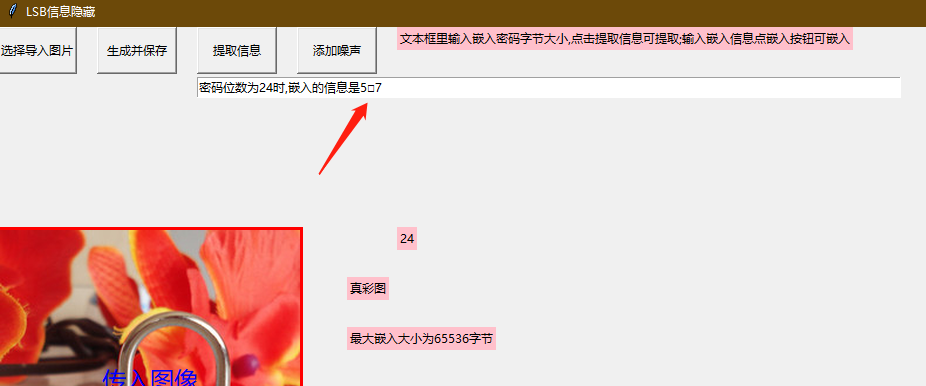 LSB信息隐藏
选择导入图片 生成并保存 提取信息 添加噪声 文本框里输入嵌入密码字节大小,点击提取信息可提取;输入嵌入信息点嵌入按钮可嵌入
密码位数为24时,嵌入的信息是5□7
24
真彩图
最大嵌入大小为65536字节
传入图像